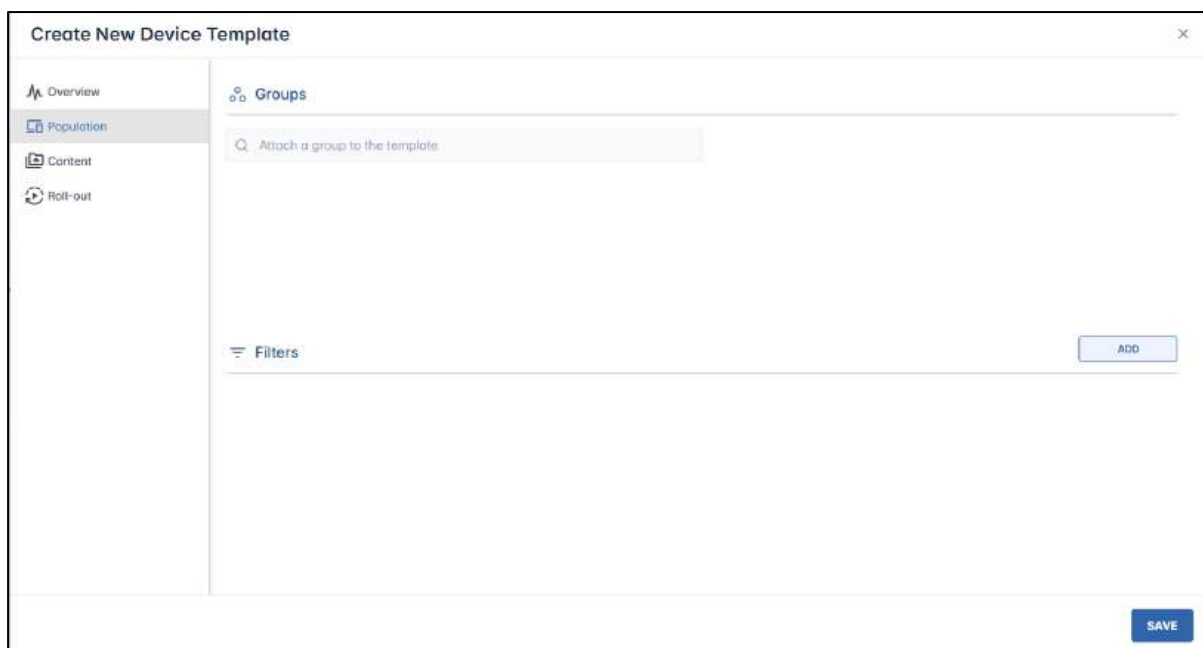 Create New Device Template
Overview
Population
Content
Roll-out
Groups
Attach a group to the template
Filters
ADD
SAVE